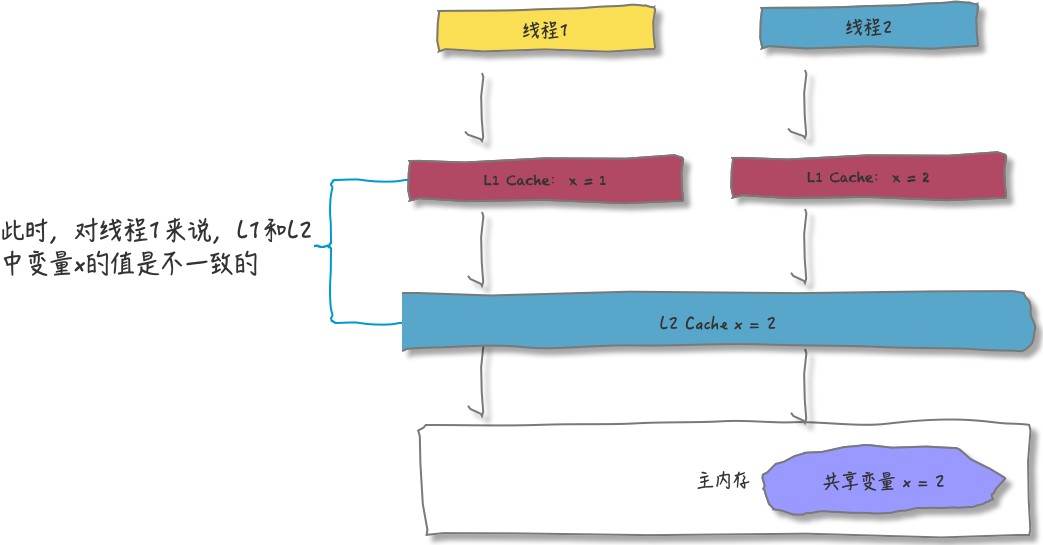 线程1
线程2
L1 Cache: x = 1
L1 Cache: x = 2
此时，对线程1来说，L1和L2
中变量x的值是不一致的
L2 Cache x = 2
主内存
共享变量 x = 2